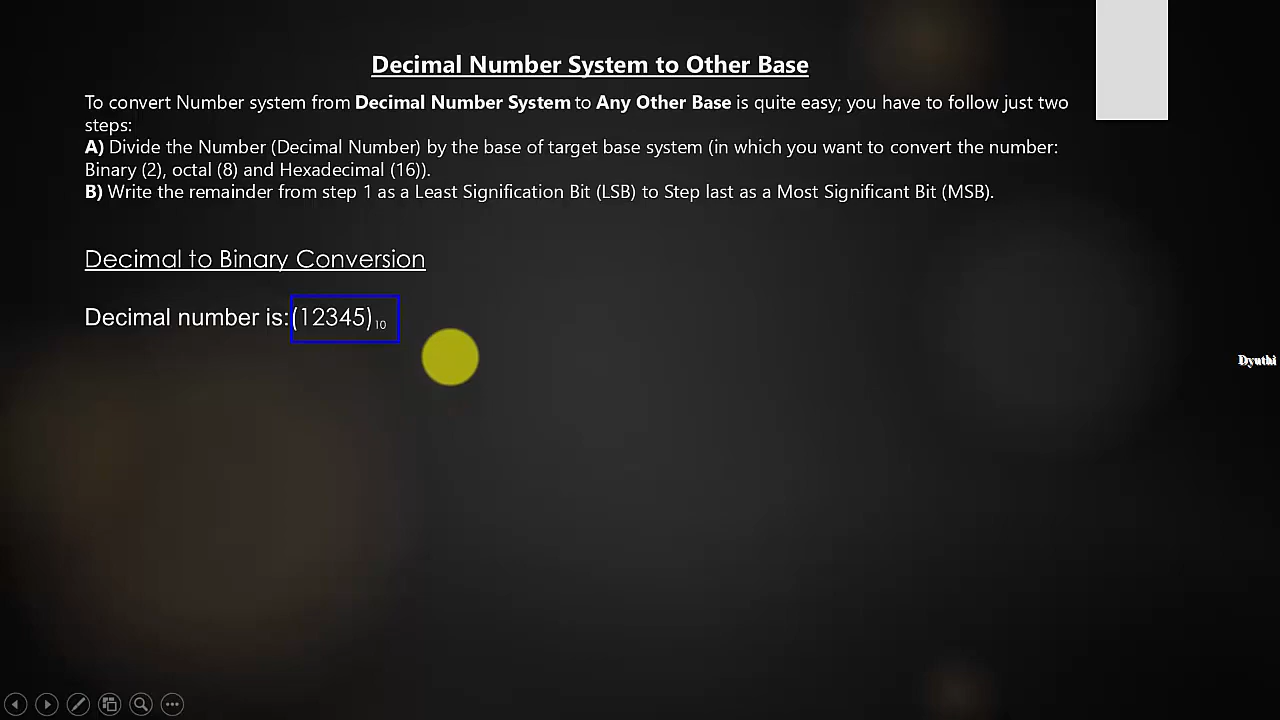 Decimal Number System to Other Base
To convert Number system from Decimal Number System to Any Other Base is quite easy; you have to follow just two
steps:
A) Divide the Number (Decimal Number) by the base of target base system (in which you want to convert the number:
Binary (2), octal (8) and Hexadecimal (16)).
B) Write the remainder from step 1 as a Least Signification Bit (LSB) to Step last as a Most Significant Bit (MSB).
Decimal to Binary Conversion
Decimal number is:(12345)₁₀
Dyuthi